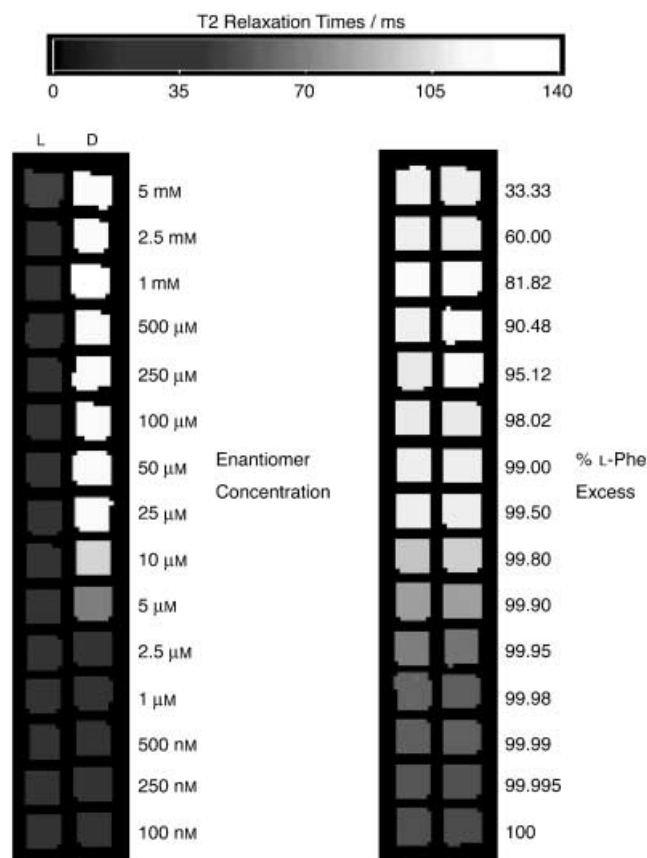 T2 Relaxation Times / ms
0 35 70 105 140
L D
5 mM
2.5 mM
1 mM
500 µM
250 µM
100 µM
50 µM
25 µM
10 µM
5 µM
2.5 µM
1 µM
500 nM
250 nM
100 nM
Enantiomer
Concentration
33.33
60.00
81.82
90.48
95.12
98.02
99.00
99.50
99.80
99.90
99.95
99.98
99.99
99.995
100
% L-Phe
Excess